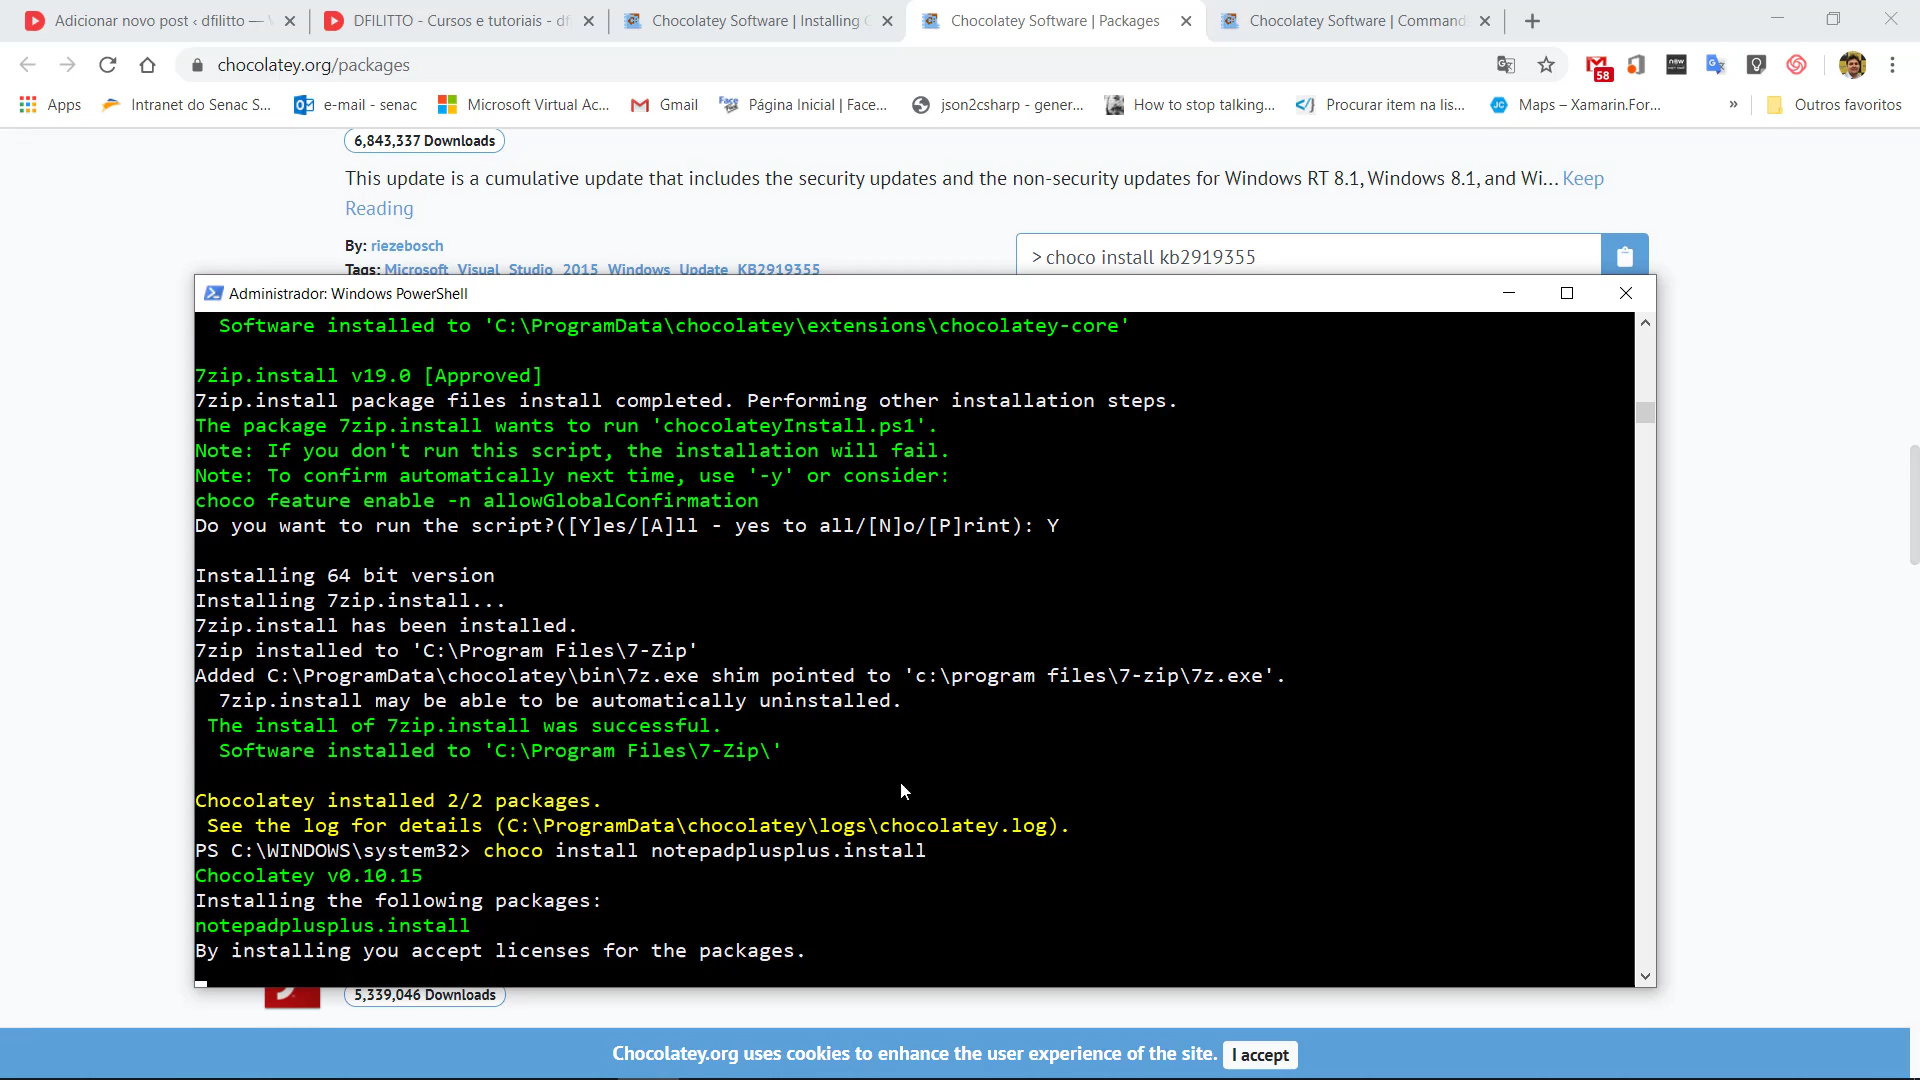 Adicionar novo post ‹ dfilitto —
DFILITTO - Cursos e tutoriais - df
Chocolatey Software | Installing C
Chocolatey Software | Packages
Chocolatey Software | Command
chocolatey.org/packages
58
Apps
Intranet do Senac S...
e-mail - senac
Microsoft Virtual Ac...
Gmail
Página Inicial | Face...
json2csharp - gener...
How to stop talking...
Procurar item na lis...
Maps – Xamarin.For...
»
Outros favoritos
6,843,337 Downloads
This update is a cumulative update that includes the security updates and the non-security updates for Windows RT 8.1, Windows 8.1, and Wi... Keep
Reading
By: riezebosch
Tags: Microsoft Visual Studio 2015 Windows Update KB2919355
> choco install kb2919355
Administrador: Windows PowerShell
Software installed to 'C:\ProgramData\chocolatey\extensions\chocolatey-core'
7zip.install v19.0 [Approved]
7zip.install package files install completed. Performing other installation steps.
The package 7zip.install wants to run 'chocolateyInstall.ps1'.
Note: If you don't run this script, the installation will fail.
Note: To confirm automatically next time, use '-y' or consider:
choco feature enable -n allowGlobalConfirmation
Do you want to run the script?([Y]es/[A]ll - yes to all/[N]o/[P]rint): Y
Installing 64 bit version
Installing 7zip.install...
7zip.install has been installed.
7zip installed to 'C:\Program Files\7-Zip'
Added C:\ProgramData\chocolatey\bin\7z.exe shim pointed to 'c:\program files\7-zip\7z.exe'.
7zip.install may be able to be automatically uninstalled.
The install of 7zip.install was successful.
Software installed to 'C:\Program Files\7-Zip\'
Chocolatey installed 2/2 packages.
See the log for details (C:\ProgramData\chocolatey\logs\chocolatey.log).
PS C:\WINDOWS\system32> choco install notepadplusplus.install
Chocolatey v0.10.15
Installing the following packages:
notepadplusplus.install
By installing you accept licenses for the packages.
5,339,046 Downloads
Chocolatey.org uses cookies to enhance the user experience of the site.
I accept